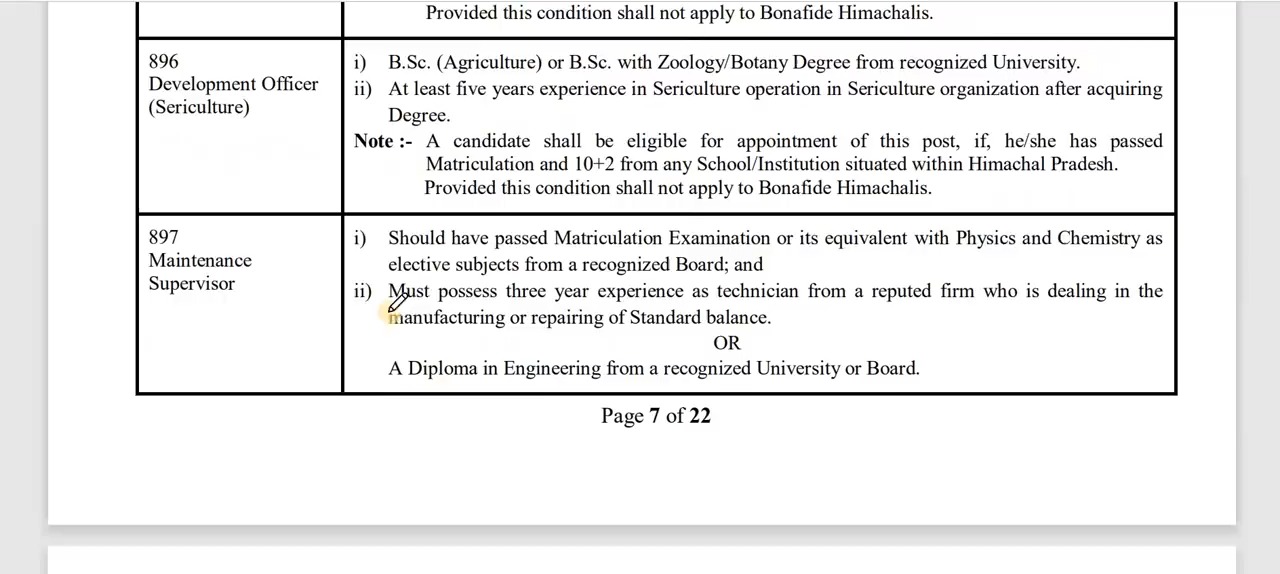 Provided this condition shall not apply to Bonafide Himachalis.
896
Development Officer
(Sericulture)
i) B.Sc. (Agriculture) or B.Sc. with Zoology/Botany Degree from recognized University.
ii) At least five years experience in Sericulture operation in Sericulture organization after acquiring
Degree.
Note :- A candidate shall be eligible for appointment of this post, if, he/she has passed
Matriculation and 10+2 from any School/Institution situated within Himachal Pradesh.
Provided this condition shall not apply to Bonafide Himachalis.
897
Maintenance
Supervisor
i) Should have passed Matriculation Examination or its equivalent with Physics and Chemistry as
elective subjects from a recognized Board; and
ii) Must possess three year experience as technician from a reputed firm who is dealing in the
manufacturing or repairing of Standard balance.
OR
A Diploma in Engineering from a recognized University or Board.
Page 7 of 22